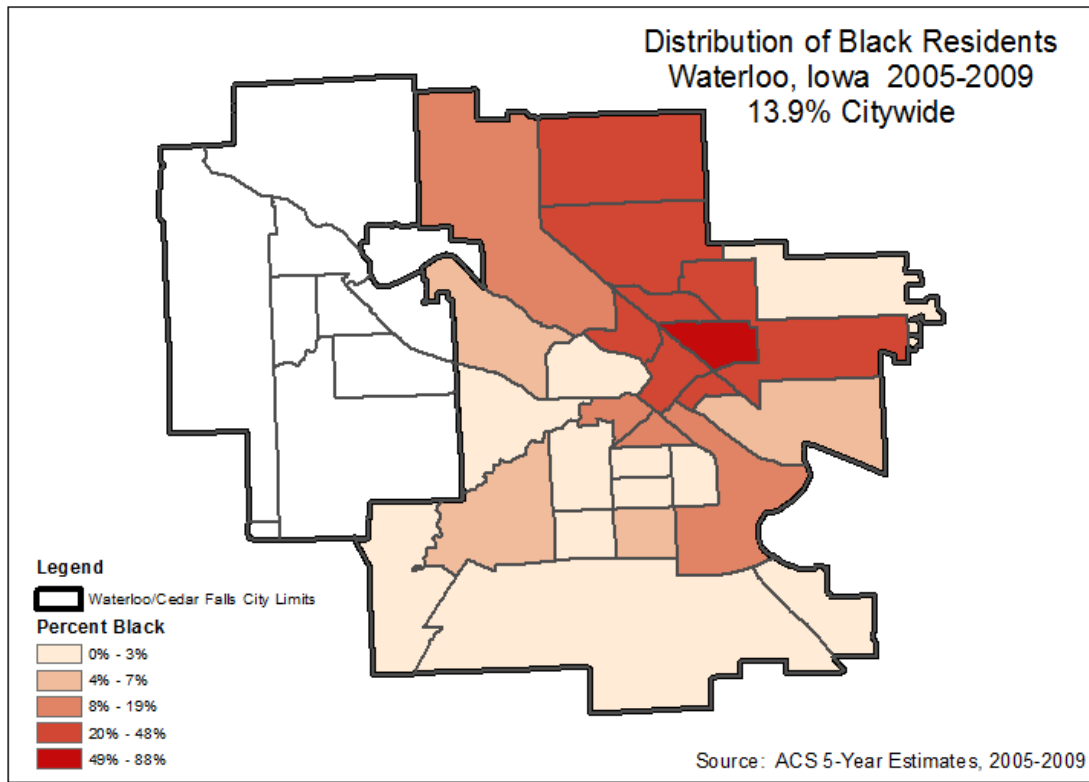 Distribution of Black Residents
Waterloo, Iowa 2005-2009
13.9% Citywide
Legend
Waterloo/Cedar Falls City Limits
Percent Black
0% - 3%
4% - 7%
8% - 19%
20% - 48%
49% - 88%
Source: ACS 5-Year Estimates, 2005-2009